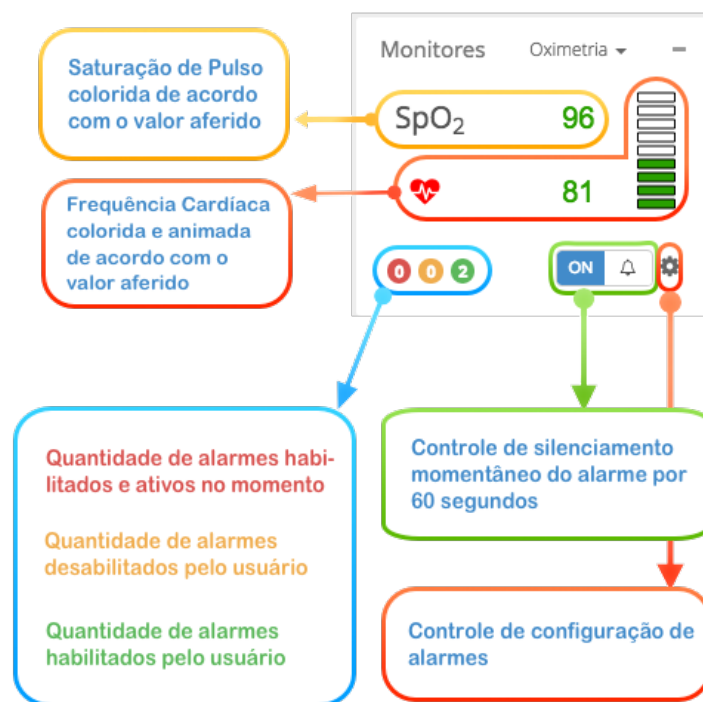 Monitores Oximetria
Saturação de Pulso
colorida de acordo
com o valor aferido
SpO₂ 96
Frequência Cardíaca
colorida e animada
de acordo com o
valor aferido
81
0 0 2
ON
Quantidade de alarmes habi-
litados e ativos no momento
Quantidade de alarmes
desabilitados pelo usuário
Quantidade de alarmes
habilitados pelo usuário
Controle de silenciamento
momentâneo do alarme por
60 segundos
Controle de configuração de
alarmes